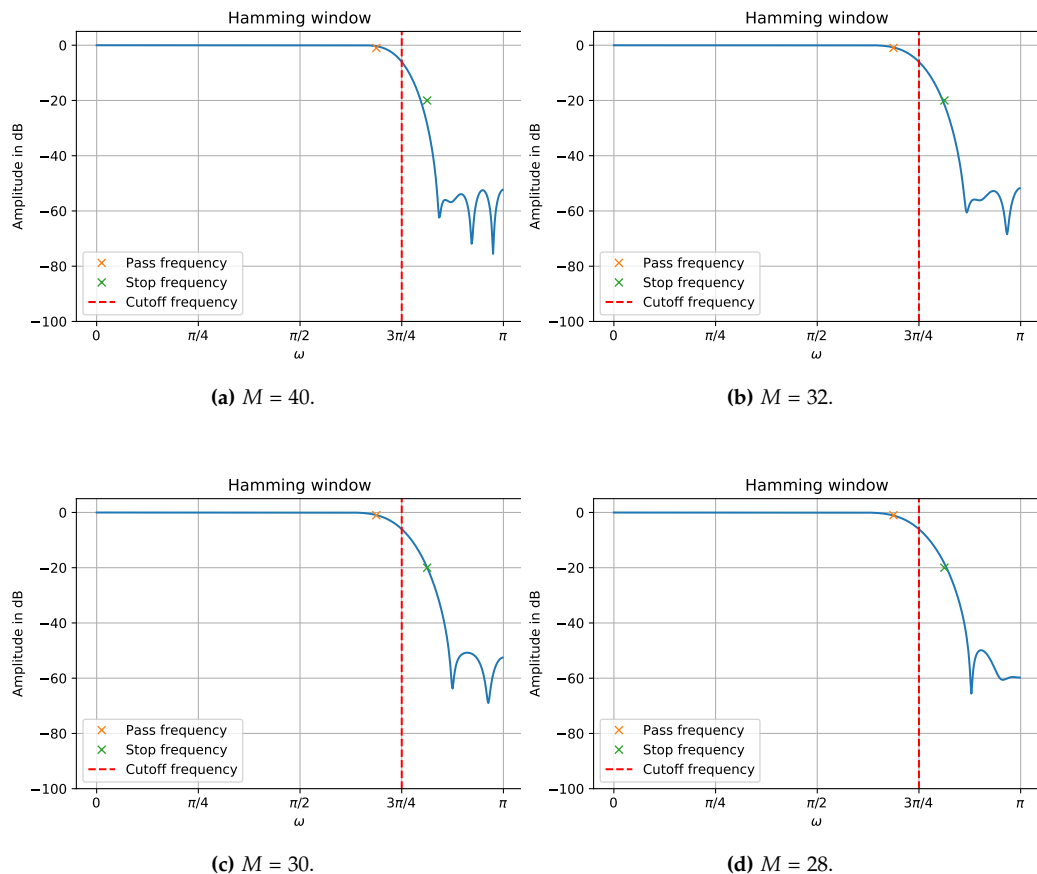 Hamming window
0
−20
−40
−60
−80
−100
Amplitude in dB
Pass frequency
Stop frequency
Cutoff frequency
0 π/4 π/2 3π/4 π
ω
(a) M = 40.
Hamming window
0
−20
−40
−60
−80
−100
Amplitude in dB
Pass frequency
Stop frequency
Cutoff frequency
0 π/4 π/2 3π/4 π
ω
(b) M = 32.
Hamming window
0
−20
−40
−60
−80
−100
Amplitude in dB
Pass frequency
Stop frequency
Cutoff frequency
0 π/4 π/2 3π/4 π
ω
(c) M = 30.
Hamming window
0
−20
−40
−60
−80
−100
Amplitude in dB
Pass frequency
Stop frequency
Cutoff frequency
0 π/4 π/2 3π/4 π
ω
(d) M = 28.